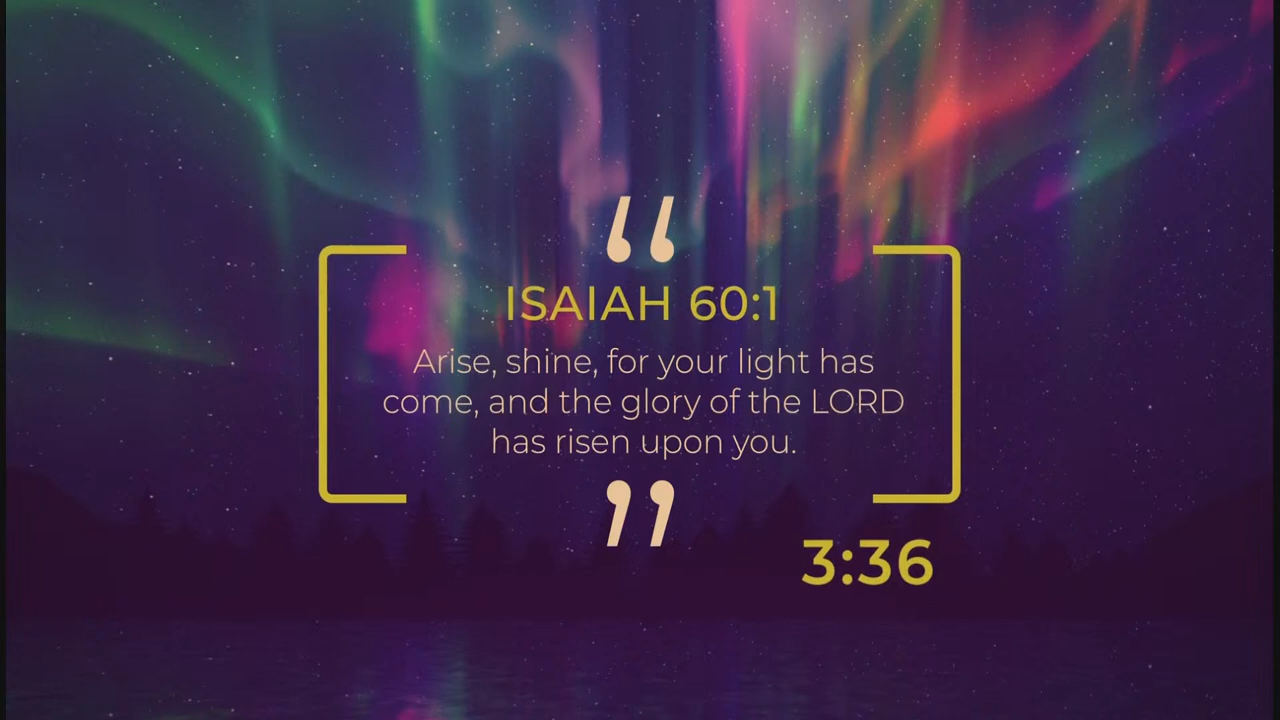 “
ISAIAH 60:1
Arise, shine, for your light has
come, and the glory of the LORD
has risen upon you.
”
3:36